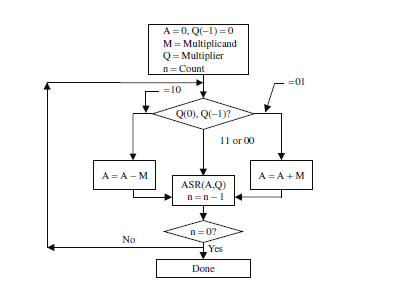 A = 0, Q(−1) = 0
M = Multiplicand
Q = Multiplier
n = Count
=10
=01
Q(0), Q(−1)?
11 or 00
A = A − M
A = A + M
ASR(A,Q)
n = n − 1
n = 0?
No
Yes
Done